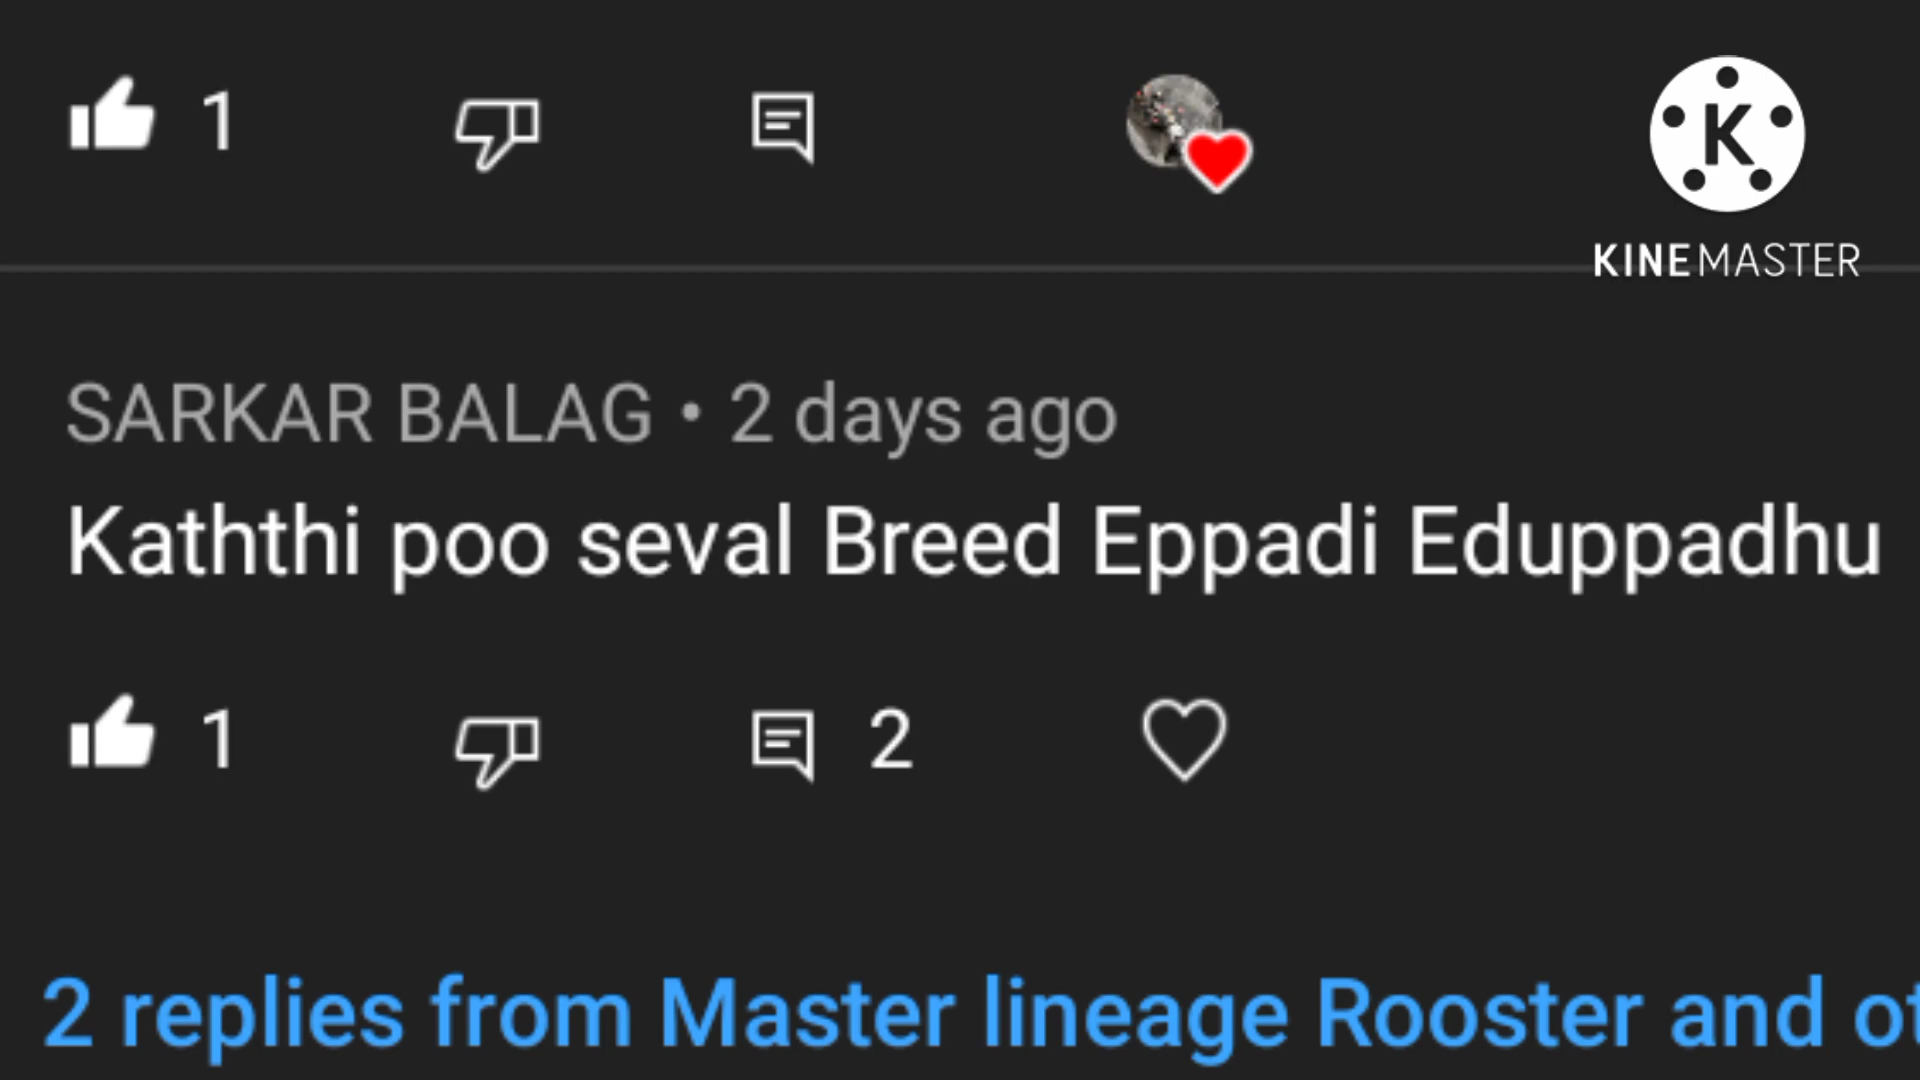 1
KINEMASTER
SARKAR BALAG • 2 days ago
Kaththi poo seval Breed Eppadi Eduppadhu
1 2
2 replies from Master lineage Rooster and